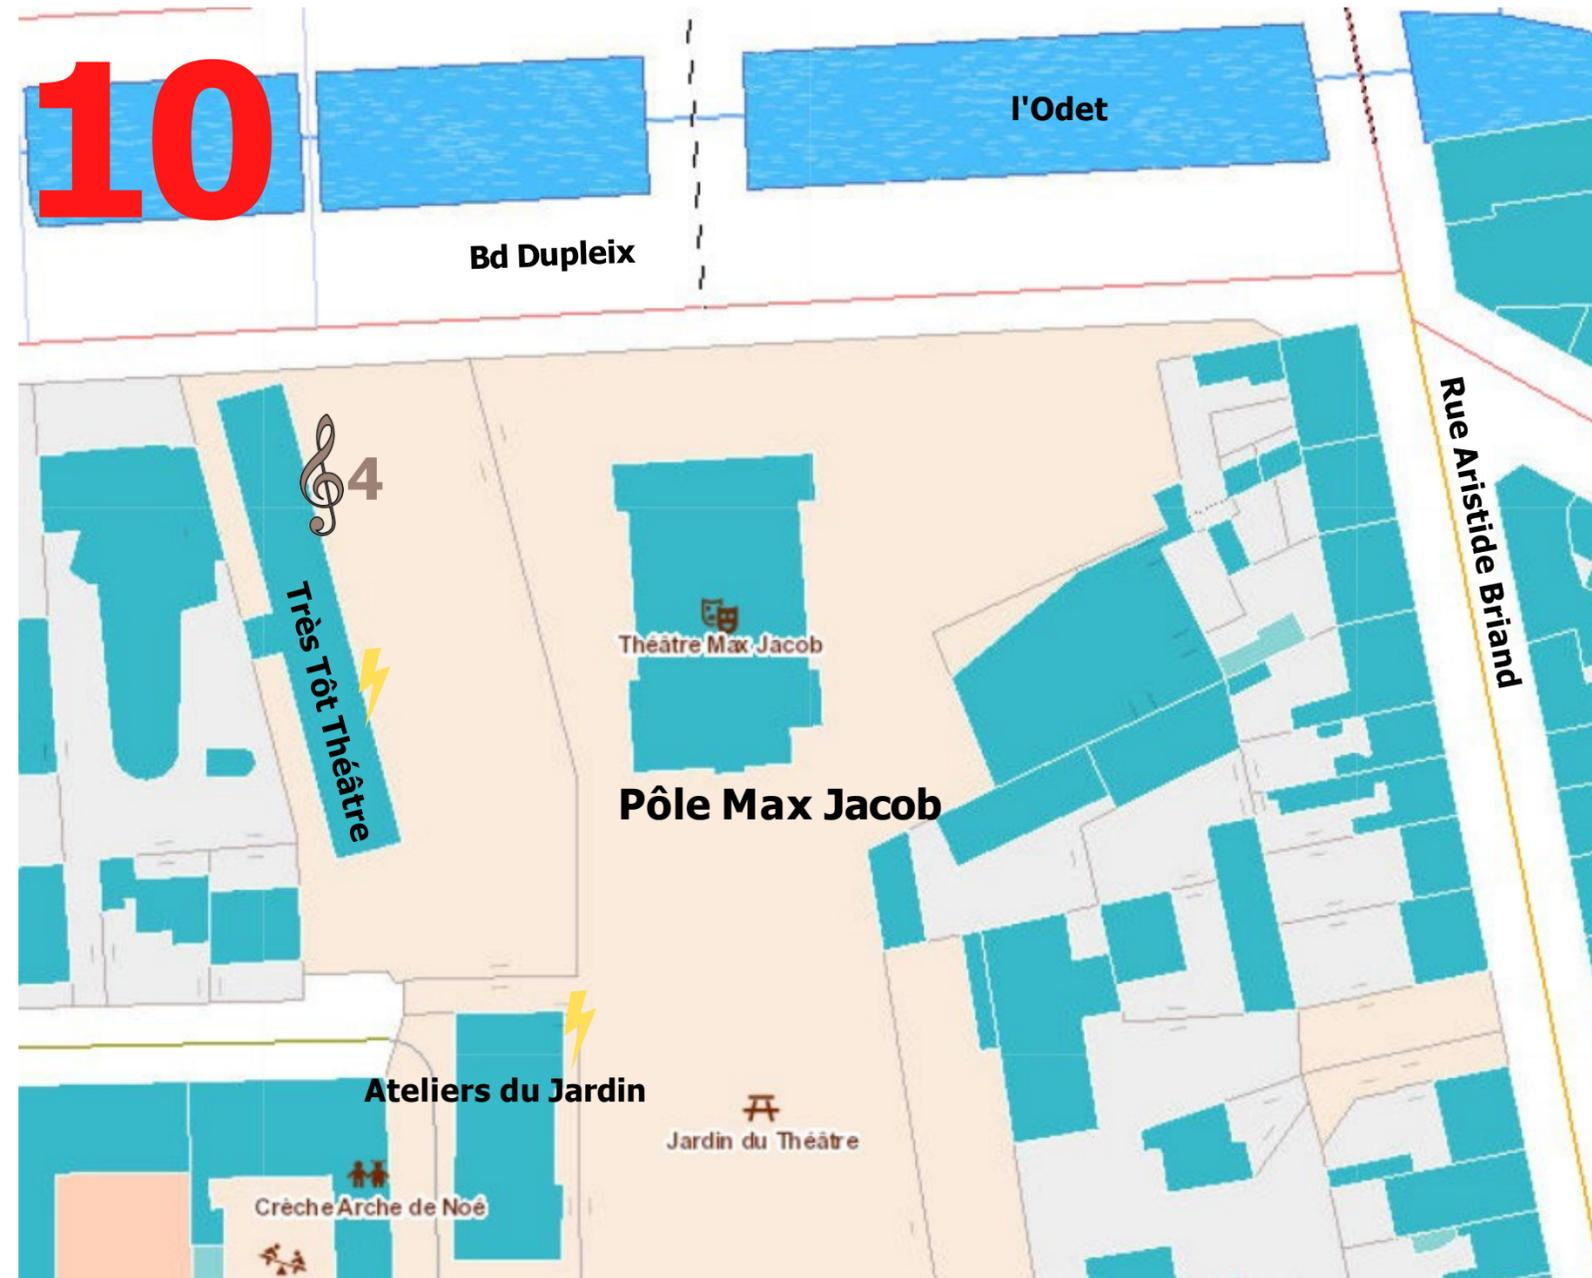 10
l'Odet
Bd Dupleix
Rue Aristide Briand
4
Très Tôt Théâtre
Théâtre Max Jacob
Pôle Max Jacob
Ateliers du Jardin
Jardin du Théâtre
Crèche Arche de Noé